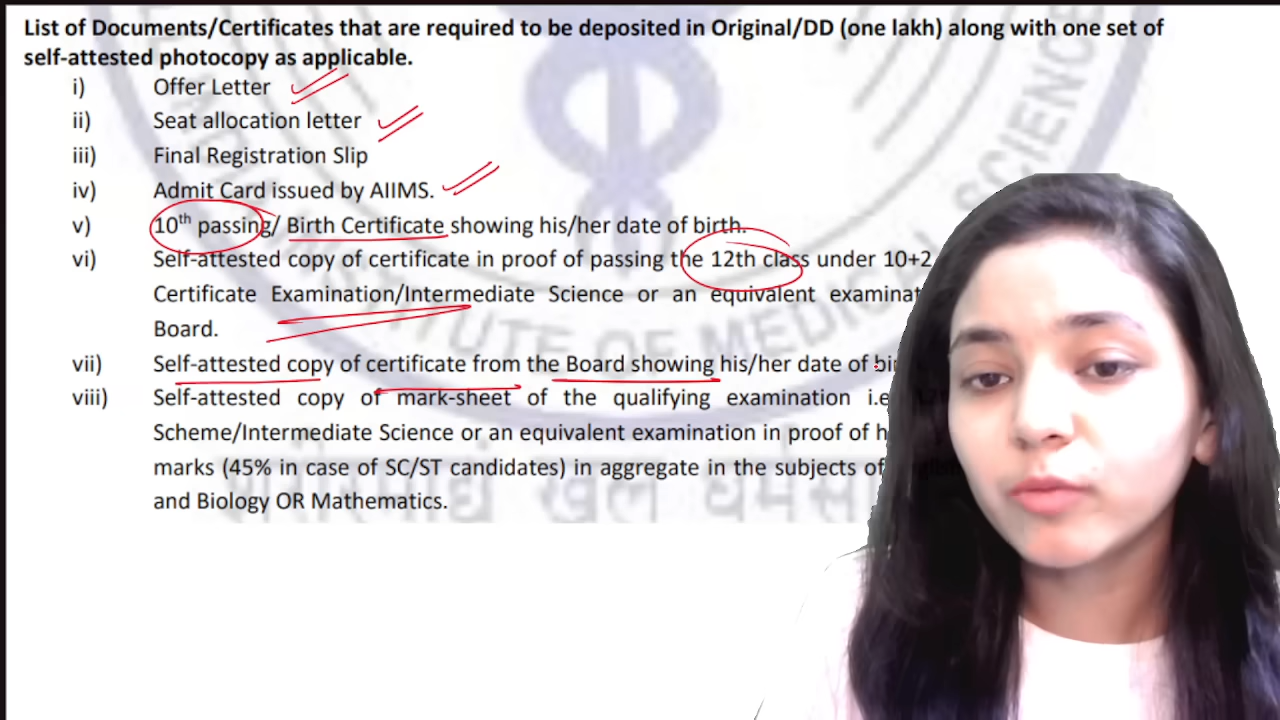 List of Documents/Certificates that are required to be deposited in Original/DD (one lakh) along with one set of
self-attested photocopy as applicable.
i) Offer Letter
ii) Seat allocation letter
iii) Final Registration Slip
iv) Admit Card issued by AIIMS.
v) 10th passing/ Birth Certificate showing his/her date of birth.
vi) Self-attested copy of certificate in proof of passing the 12th class under 10+2
Certificate Examination/Intermediate Science or an equivalent
Board.
vii) Self-attested copy of certificate from the Board showing his/her date of
viii) Self-attested copy of mark-sheet of the qualifying examination i.e
Scheme/Intermediate Science or an equivalent examination in proof of
marks (45% in case of SC/ST candidates) in aggregate in the subjects of
and Biology OR Mathematics.
INSTITUTE OF MEDICAL SCIENCES